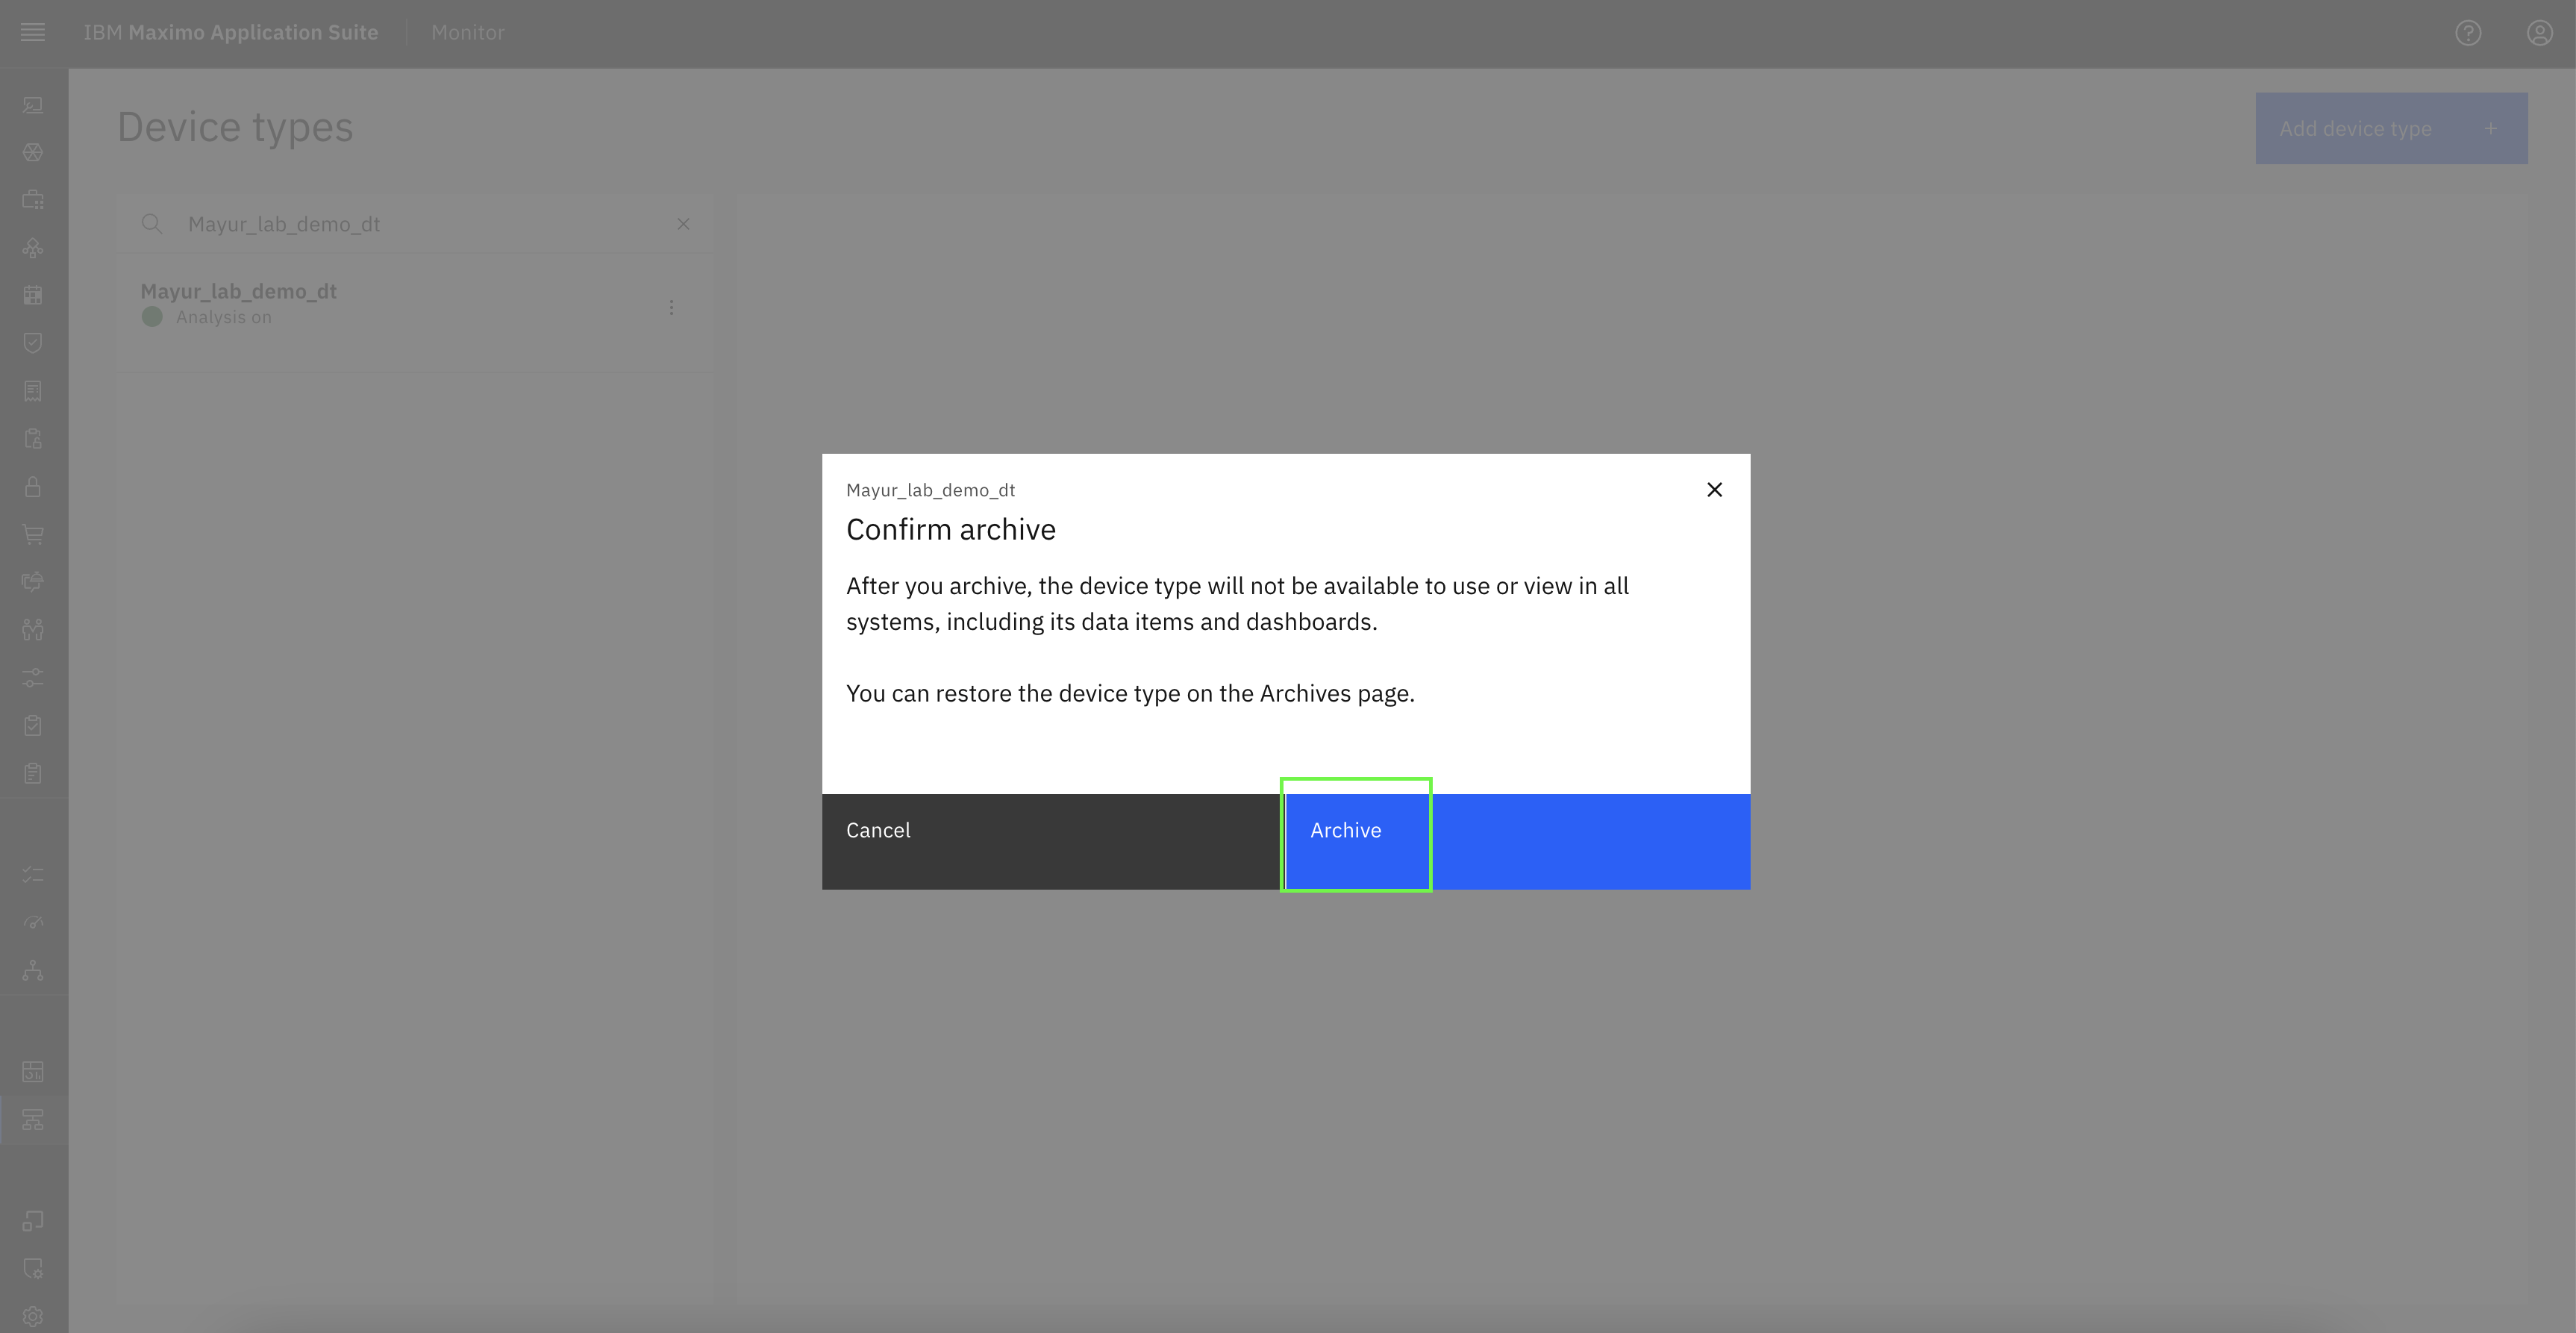 IBM Maximo Application Suite Monitor
Device types
Add device type +
Mayur_lab_demo_dt
Mayur_lab_demo_dt
Analysis on
Mayur_lab_demo_dt
Confirm archive
After you archive, the device type will not be available to use or view in all
systems, including its data items and dashboards.
You can restore the device type on the Archives page.
Cancel
Archive